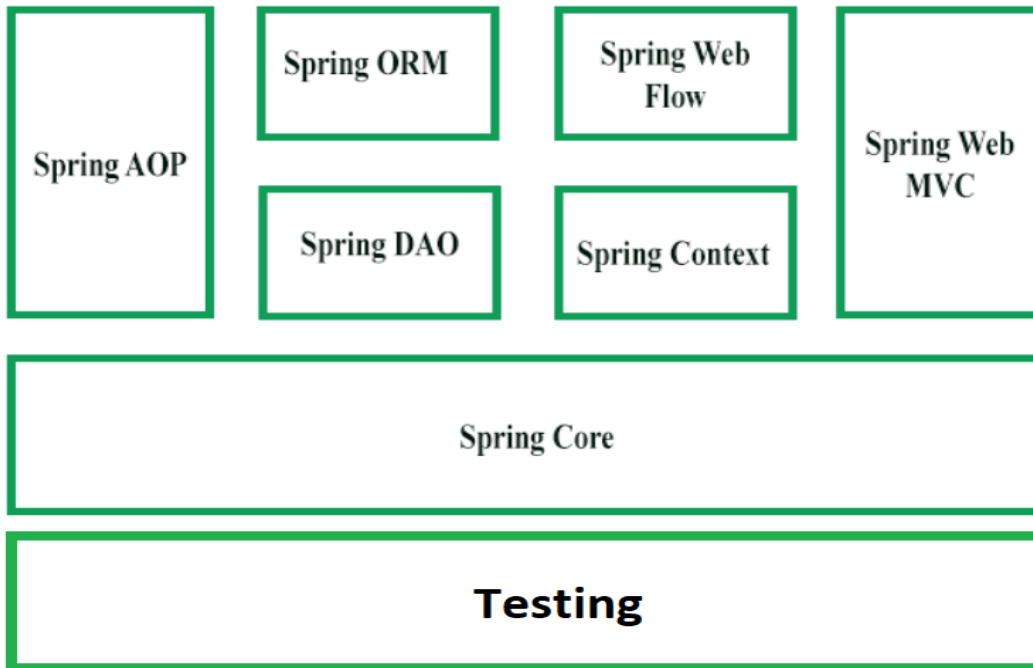 Spring AOP
Spring ORM
Spring Web
Flow
Spring Web
MVC
Spring DAO
Spring Context
Spring Core
Testing